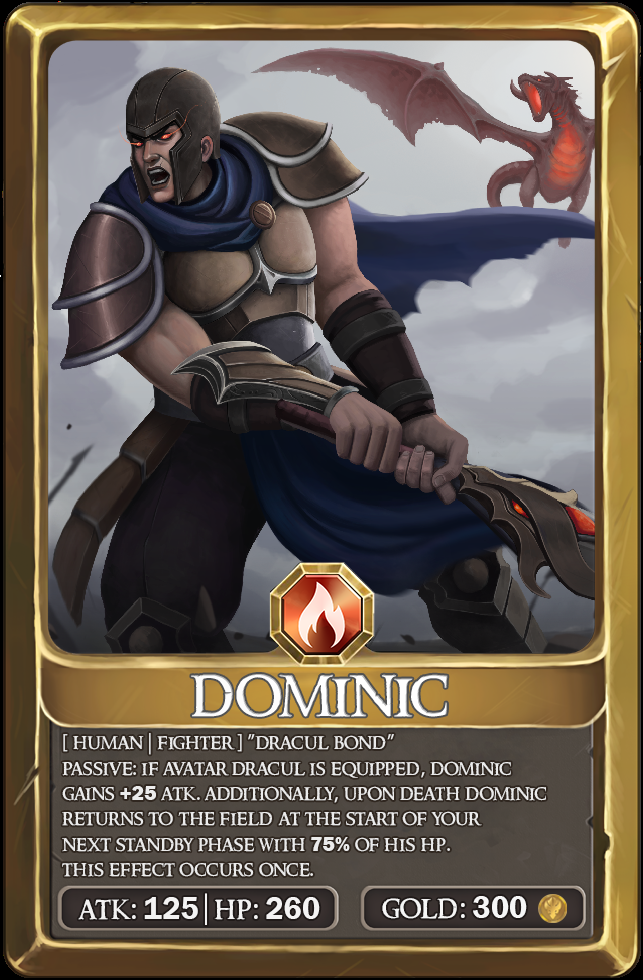 DOMINIC
[ HUMAN | FIGHTER ] "DRACUL BOND"
PASSIVE: IF AVATAR DRACUL IS EQUIPPED, DOMINIC
GAINS +25 ATK. ADDITIONALLY, UPON DEATH DOMINIC
RETURNS TO THE FIELD AT THE START OF YOUR
NEXT STANDBY PHASE WITH 75% OF HIS HP.
THIS EFFECT OCCURS ONCE.
ATK: 125 | HP: 260 GOLD: 300